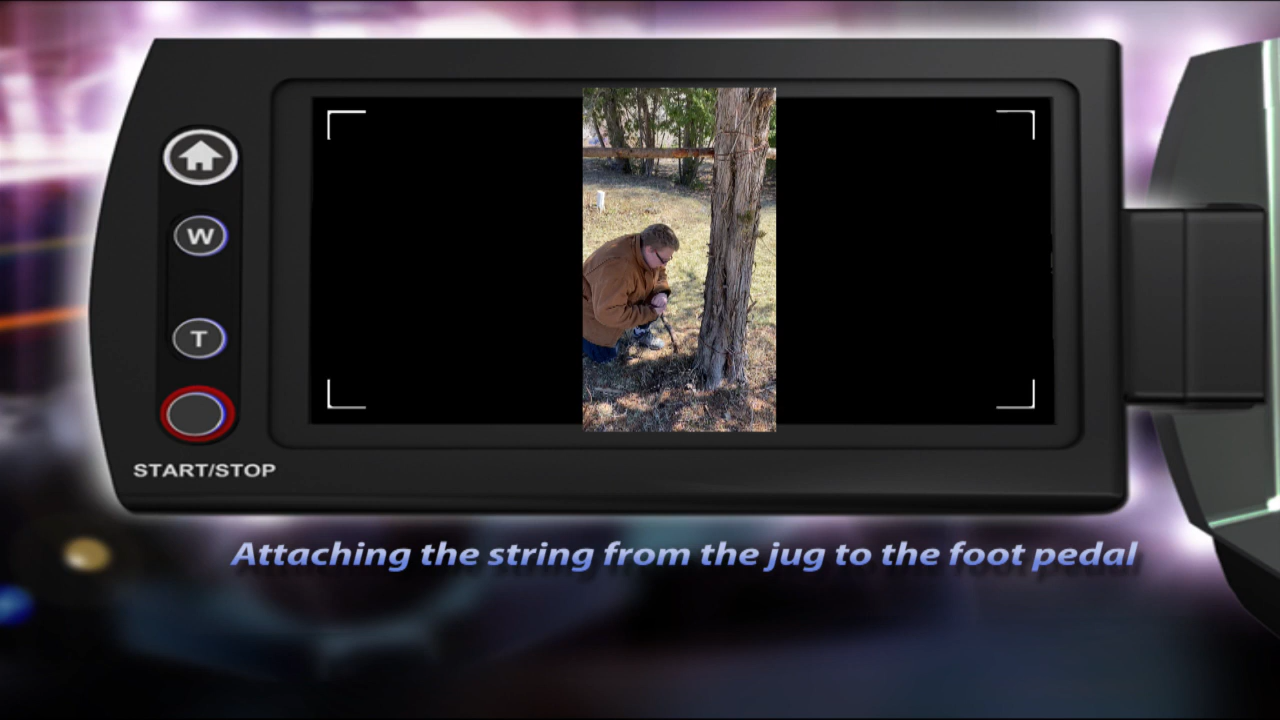 W
T
START/STOP
Attaching the string from the jug to the foot pedal